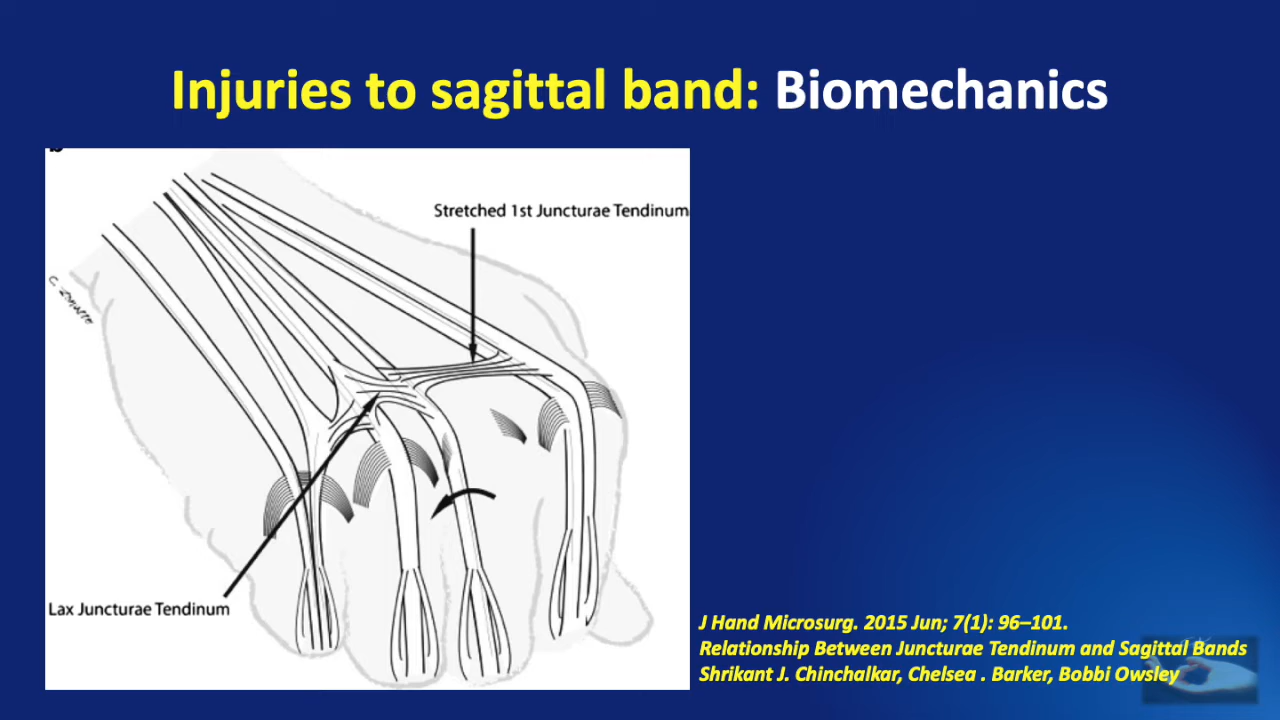 Injuries to sagittal band: Biomechanics
Stretched 1st Juncturae Tendinum
Lax Juncturae Tendinum
J Hand Microsurg. 2015 Jun; 7(1): 96–101.
Relationship Between Juncturae Tendinum and Sagittal Bands
Shrikant J. Chinchalkar, Chelsea . Barker, Bobbi Owsley